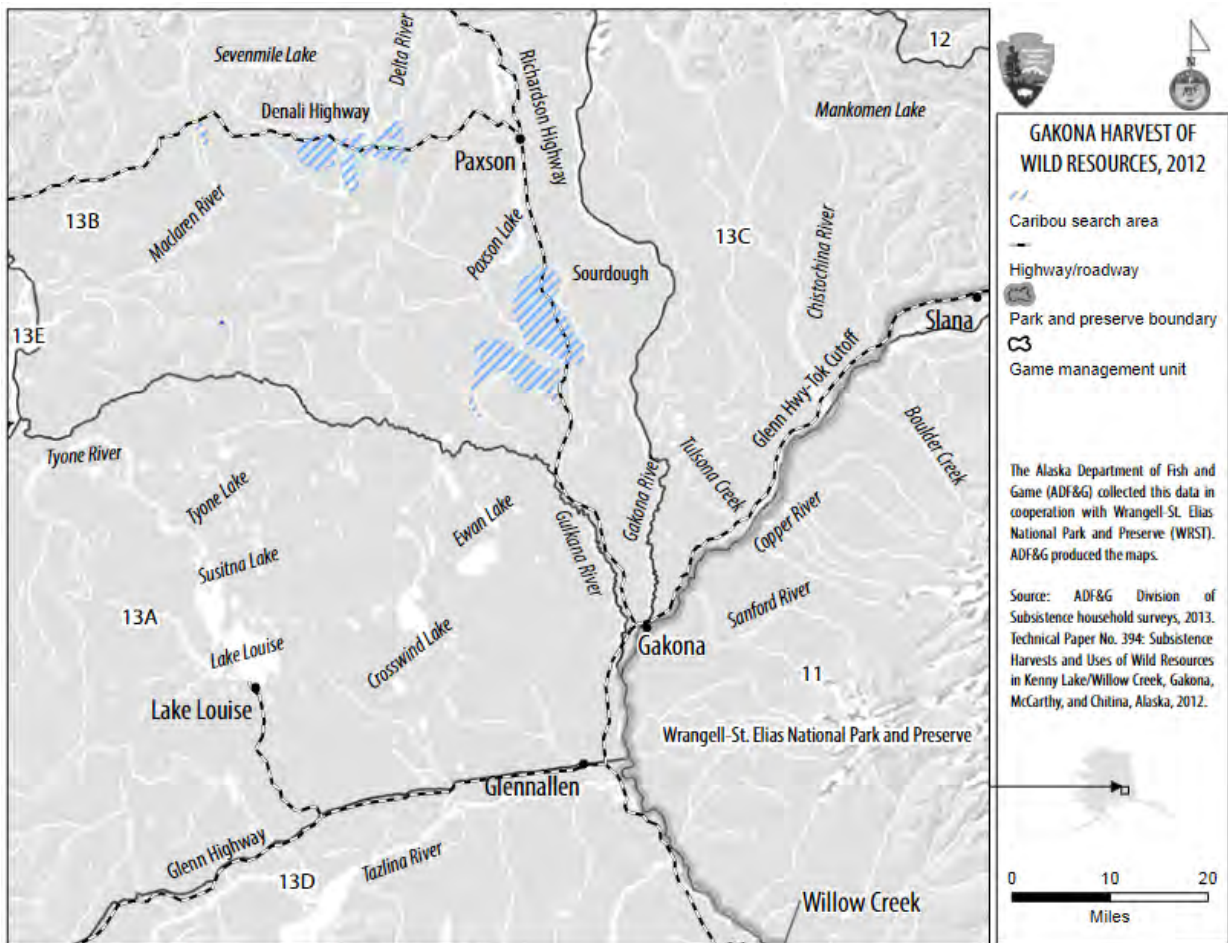 12
Sevenmile Lake
Delta River
Richardson Highway
Denali Highway
Mankomen Lake
Paxson
13B
Maclaren River
Paxson Lake
13C
Chistochina River
Sourdough
Slana
13E
Glenn Hwy-Tok Cutoff
Boulder Creek
Tyone River
Tyone Lake
Tulsona Creek
Gakona River
Ewan Lake
Gulkana River
Copper River
Susitna Lake
Sanford River
13A
Crosswind Lake
Gakona
Lake Louise
11
Lake Louise
Wrangell-St. Elias National Park and Preserve
Glennallen
Glenn Highway
Tazlina River
13D
Willow Creek
N
GAKONA HARVEST OF
WILD RESOURCES, 2012
Caribou search area
Highway/roadway
Park and preserve boundary
Game management unit
The Alaska Department of Fish and
Game (ADF&G) collected this data in
cooperation with Wrangell-St. Elias
National Park and Preserve (WRST).
ADF&G produced the maps.
Source: ADF&G Division of
Subsistence household surveys, 2013.
Technical Paper No. 394: Subsistence
Harvests and Uses of Wild Resources
in Kenny Lake/Willow Creek, Gakona,
McCarthy, and Chitina, Alaska, 2012.
0 10 20
Miles